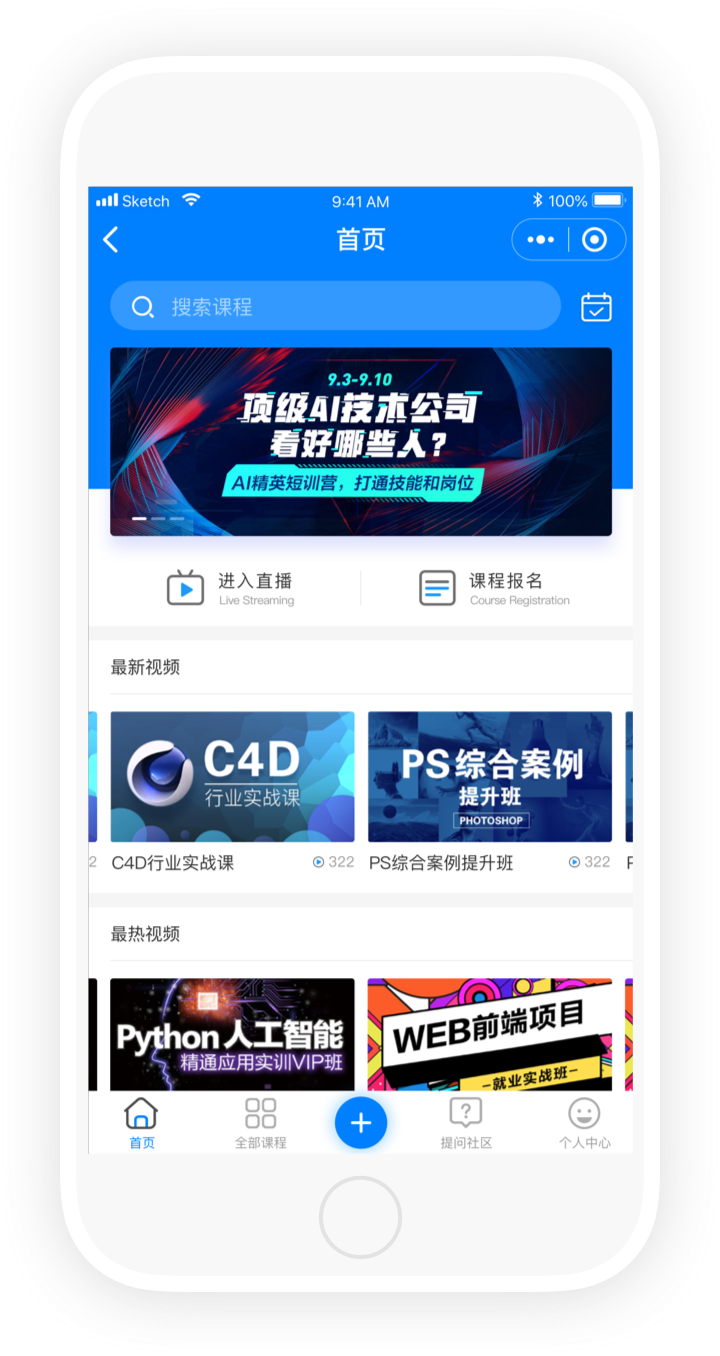 Sketch 9:41 AM 100%
首页
搜索课程
9.3-9.10
顶级AI技术公司
看好哪些人?
AI精英短训营，打通技能和岗位
进入直播 课程报名
Live Streaming Course Registration
最新视频
C4D
行业实战课
PS综合案例
提升班
PHOTOSHOP
2 C4D行业实战课 322 PS综合案例提升班 322
最热视频
Python人工智能
精通应用实训VIP班
WEB前端项目
-就业实战班-
首页 全部课程 提问社区 个人中心